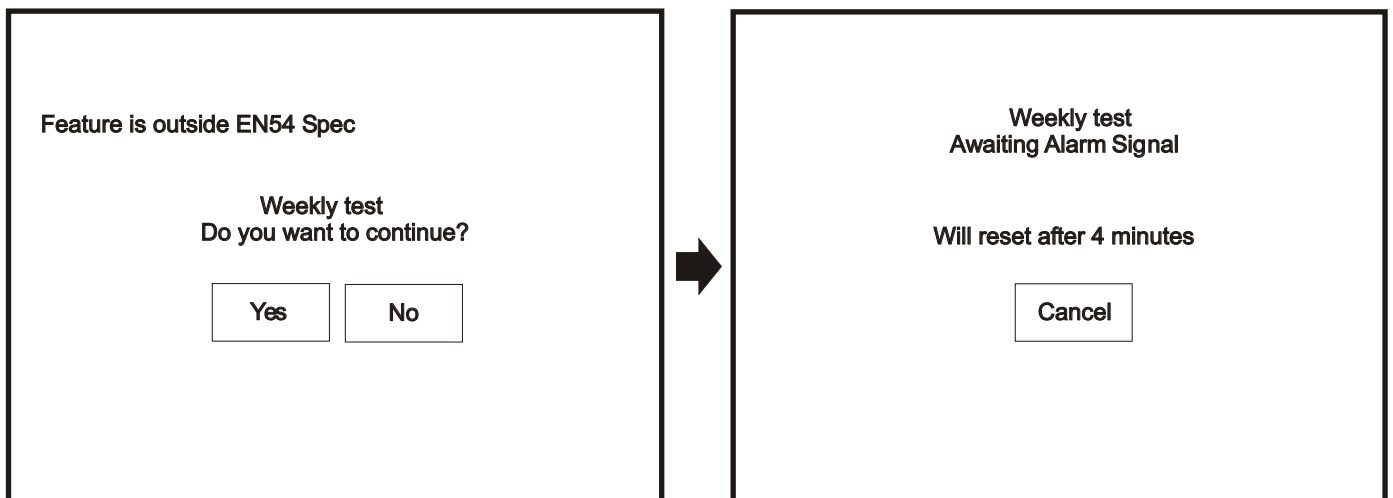 Feature is outside EN54 Spec
Weekly test
Do you want to continue?
Yes
No
Weekly test
Awaiting Alarm Signal
Will reset after 4 minutes
Cancel